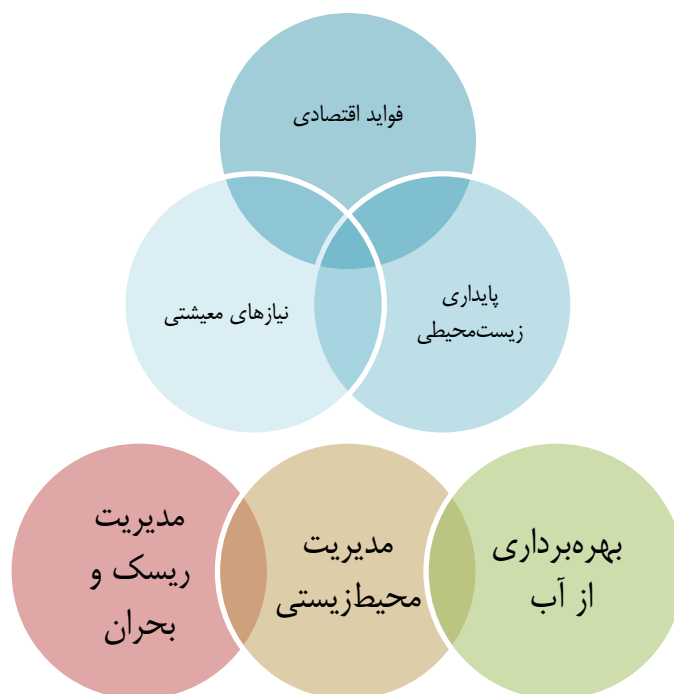 فواید اقتصادی
پایداری
زیست‌محیطی
نیازهای معیشتی
بهره‌برداری
از آب
مدیریت
محیط‌زیستی
مدیریت
ریسک و
بحران